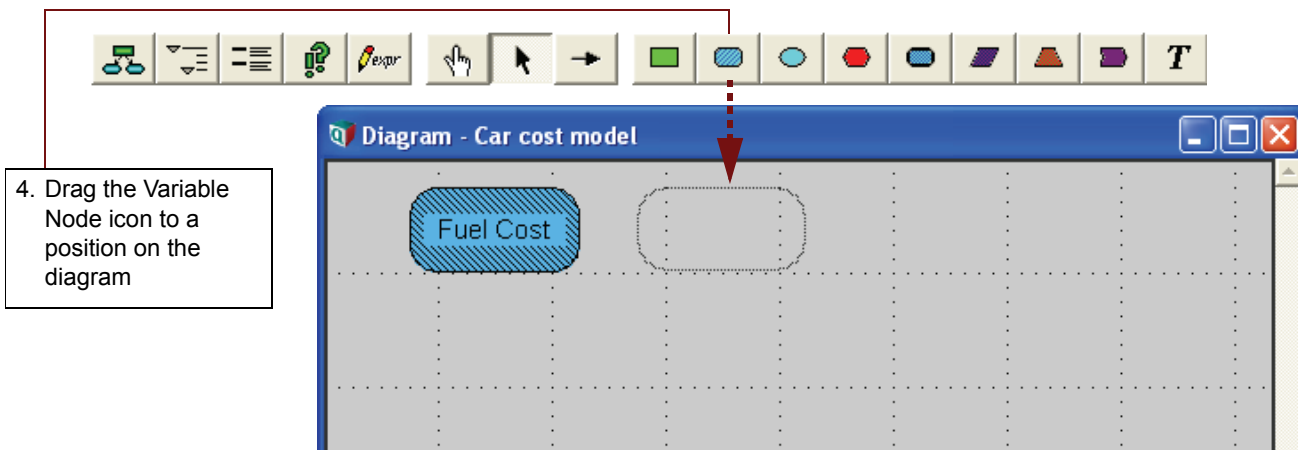 expr
T
Diagram - Car cost model
4. Drag the Variable
Node icon to a
position on the
diagram
Fuel Cost